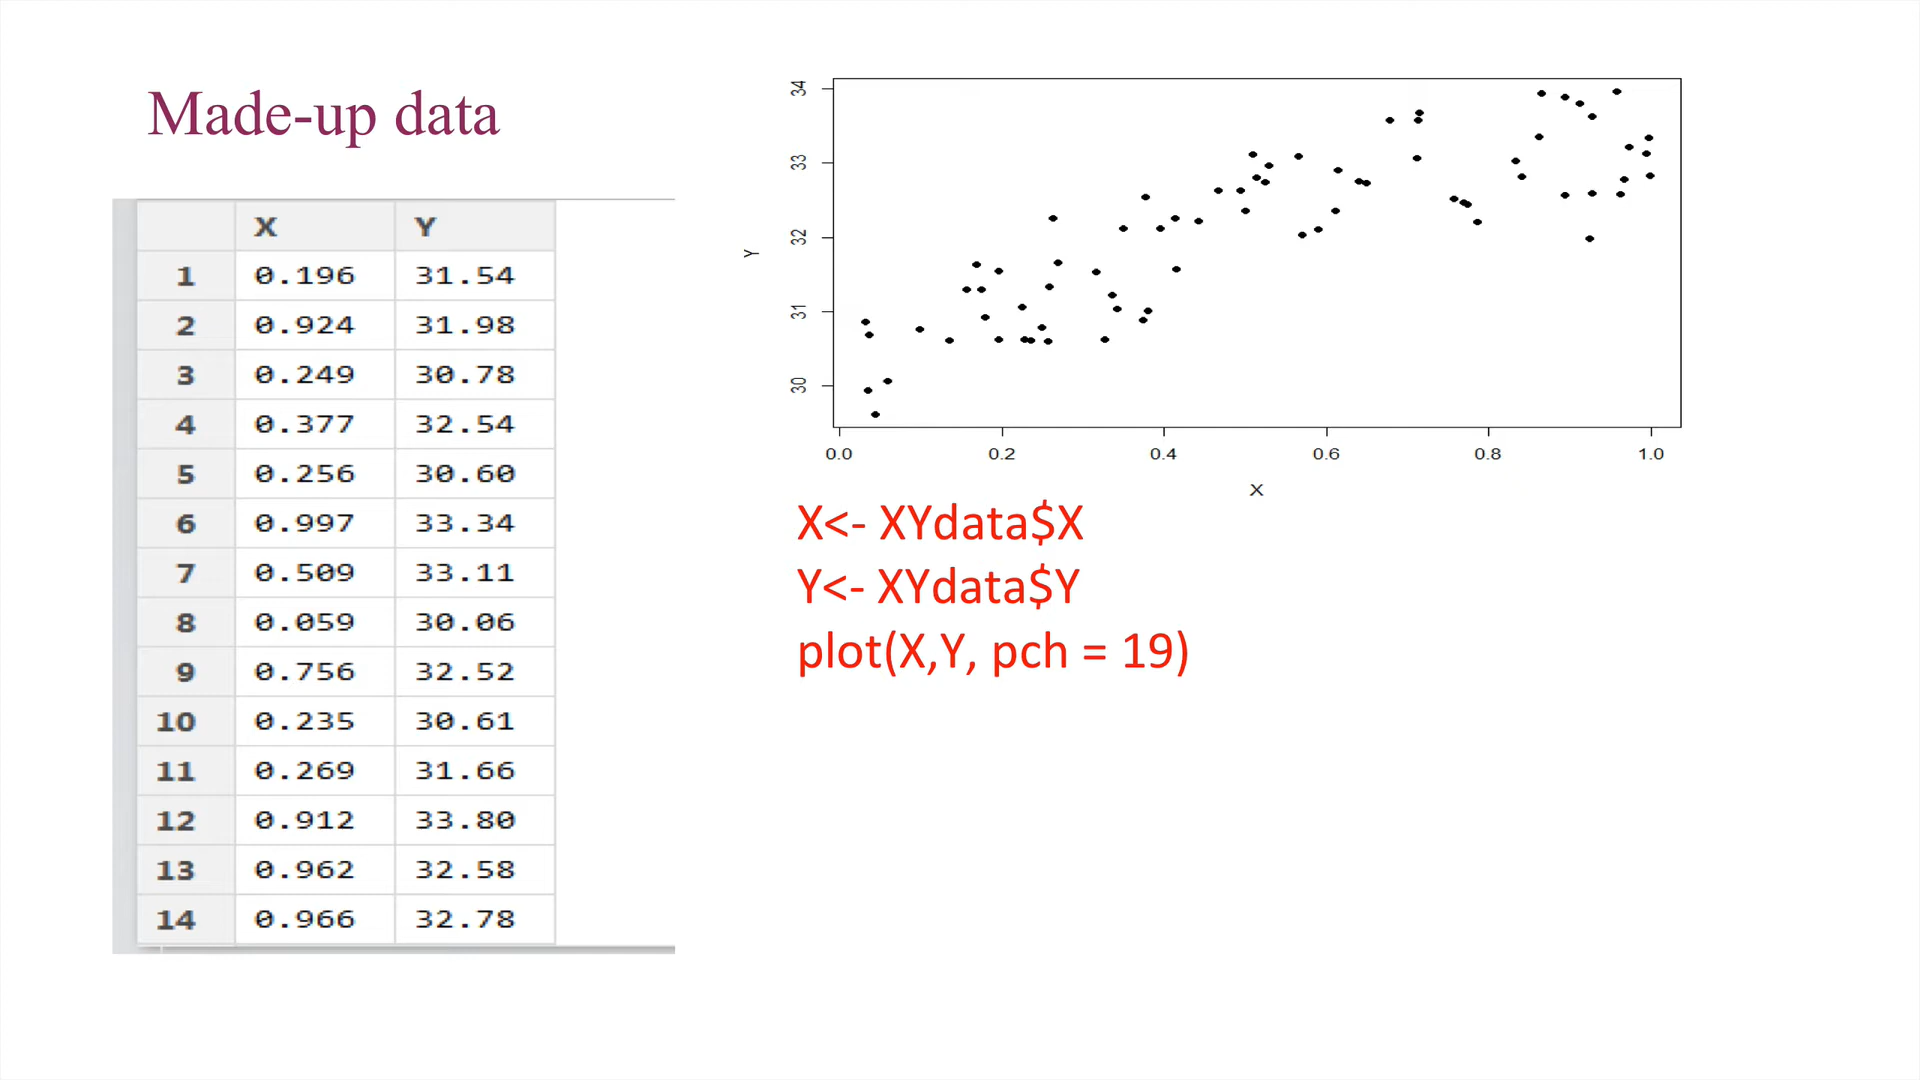 Made-up data
X Y
1 0.196 31.54
2 0.924 31.98
3 0.249 30.78
4 0.377 32.54
5 0.256 30.60
6 0.997 33.34
7 0.509 33.11
8 0.059 30.06
9 0.756 32.52
10 0.235 30.61
11 0.269 31.66
12 0.912 33.80
13 0.962 32.58
14 0.966 32.78
34
33
32
31
30
Y
0.0 0.2 0.4 0.6 0.8 1.0
X
X<- XYdata$X
Y<- XYdata$Y
plot(X,Y, pch = 19)